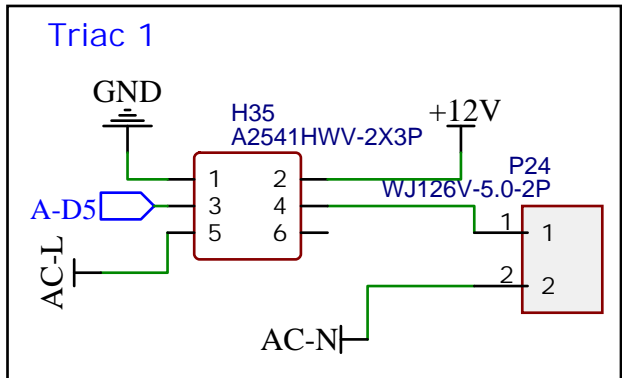 Triac 1
GND
H35
A2541HWV-2X3P
+12V
P24
WJ126V-5.0-2P
1 2
A-D5 3 4
5 6
1 1
2 2
AC-L
AC-N